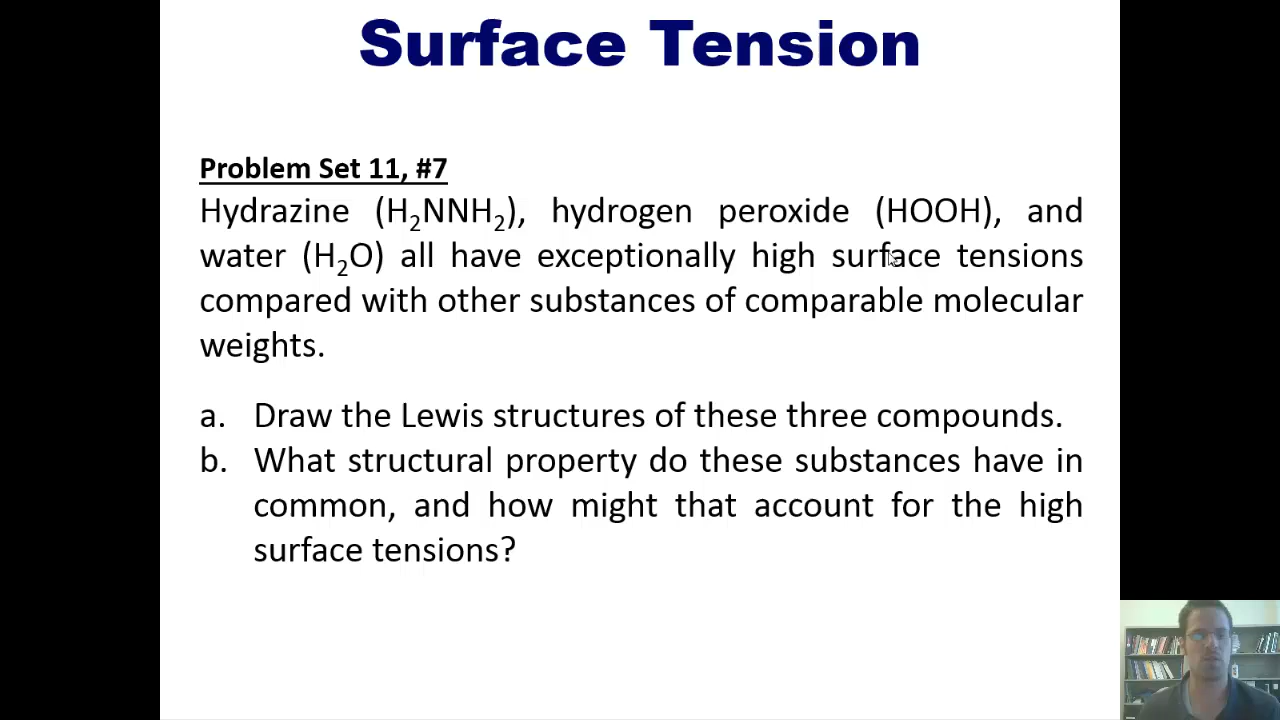 Surface Tension
Problem Set 11, #7
Hydrazine (H₂NNH₂), hydrogen peroxide (HOOH), and
water (H₂O) all have exceptionally high surface tensions
compared with other substances of comparable molecular
weights.
a. Draw the Lewis structures of these three compounds.
b. What structural property do these substances have in
common, and how might that account for the high
surface tensions?